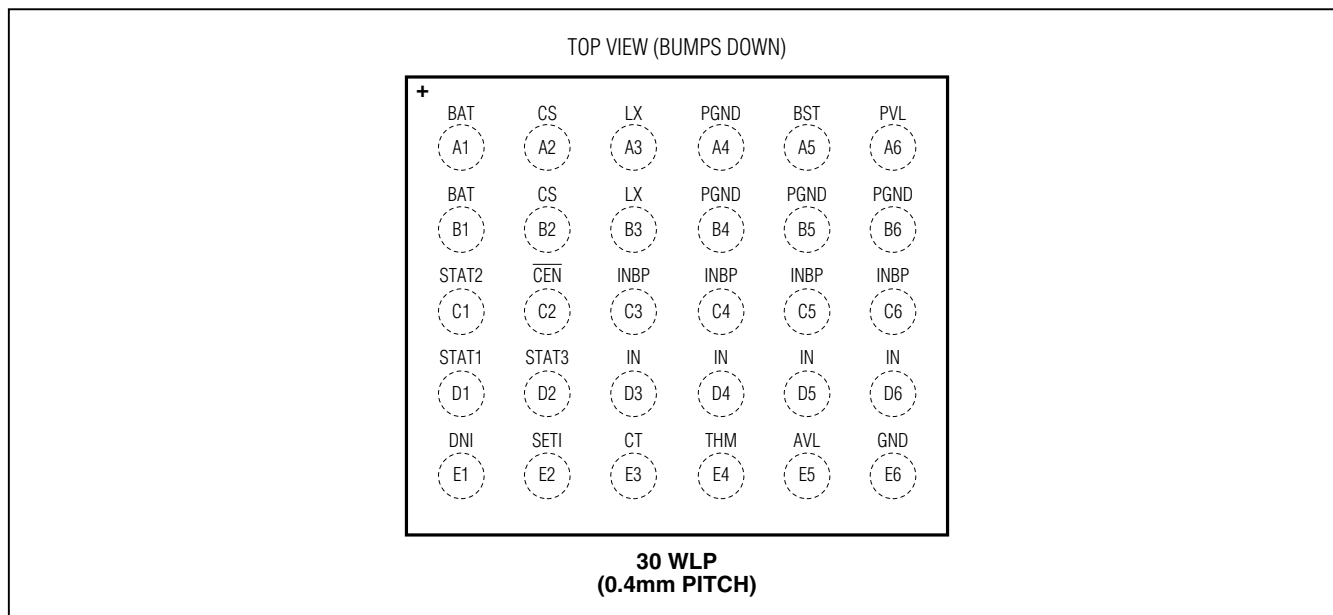 TOP VIEW (BUMPS DOWN)
+
BAT CS LX PGND BST PVL
A1 A2 A3 A4 A5 A6
BAT CS LX PGND PGND PGND
B1 B2 B3 B4 B5 B6
STAT2 C̅E̅N̅ INBP INBP INBP INBP
C1 C2 C3 C4 C5 C6
STAT1 STAT3 IN IN IN IN
D1 D2 D3 D4 D5 D6
DNI SETI CT THM AVL GND
E1 E2 E3 E4 E5 E6
30 WLP
(0.4mm PITCH)